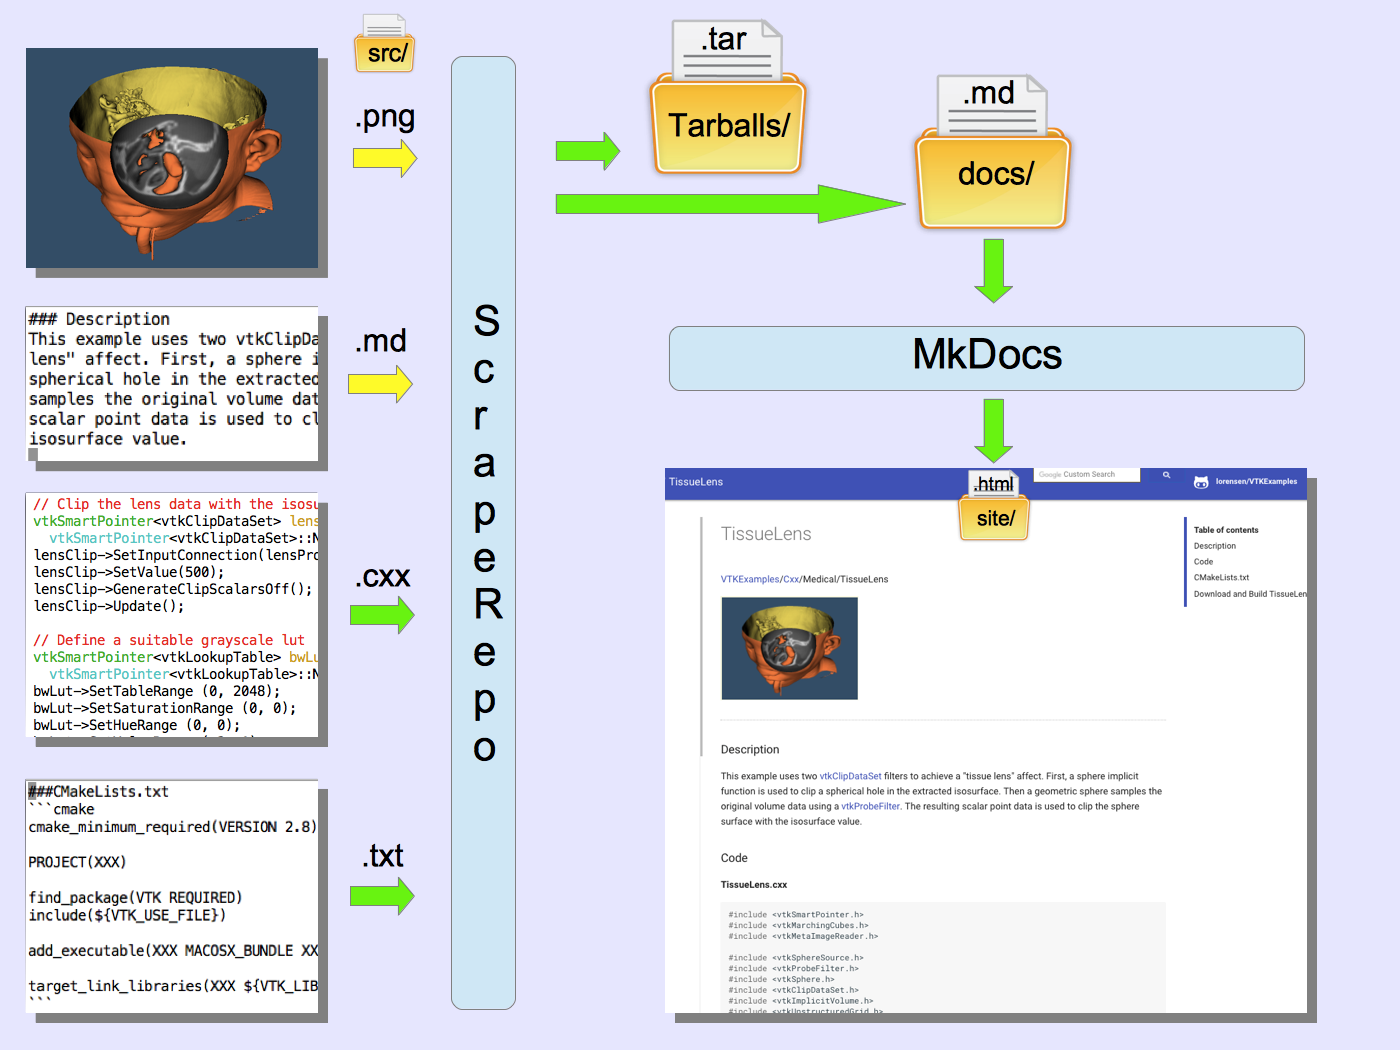 src/
.png
### Description
This example uses two vtkClipDa
lens" affect. First, a sphere i
spherical hole in the extracted
samples the original volume dat
scalar point data is used to cl
isosurface value.
.md
// Clip the lens data with the isosu
vtkSmartPointer<vtkClipDataSet> lens
vtkSmartPointer<vtkClipDataSet>::N
lensClip->SetInputConnection(lensPro
lensClip->SetValue(500);
lensClip->GenerateClipScalarsOff();
lensClip->Update();
// Define a suitable grayscale lut
vtkSmartPointer<vtkLookupTable> bwLu
vtkSmartPointer<vtkLookupTable>::N
bwLut->SetTableRange (0, 2048);
bwLut->SetSaturationRange (0, 0);
bwLut->SetHueRange (0, 0);
.cxx
###CMakeLists.txt
```cmake
cmake_minimum_required(VERSION 2.8)
PROJECT(XXX)
find_package(VTK REQUIRED)
include(${VTK_USE_FILE})
add_executable(XXX MACOSX_BUNDLE XX
target_link_libraries(XXX ${VTK_LIB
```
.txt
ScrapeRepo
.tar
Tarballs/
.md
docs/
MkDocs
TissueLens
.html
site/
Google Custom Search
lorensen/VTKExamples
TissueLens
VTKExamples/Cxx/Medical/TissueLens
Table of contents
Description
Code
CMakeLists.txt
Download and Build TissueLen
Description
This example uses two vtkClipDataSet filters to achieve a "tissue lens" affect. First, a sphere implicit
function is used to clip a spherical hole in the extracted isosurface. Then a geometric sphere samples the
original volume data using a vtkProbeFilter. The resulting scalar point data is used to clip the sphere
surface with the isosurface value.
Code
TissueLens.cxx
#include <vtkSmartPointer.h>
#include <vtkMarchingCubes.h>
#include <vtkMetaImageReader.h>
#include <vtkSphereSource.h>
#include <vtkProbeFilter.h>
#include <vtkSphere.h>
#include <vtkClipDataSet.h>
#include <vtkImplicitVolume.h>
#include <vtkUnstructuredGrid.h>